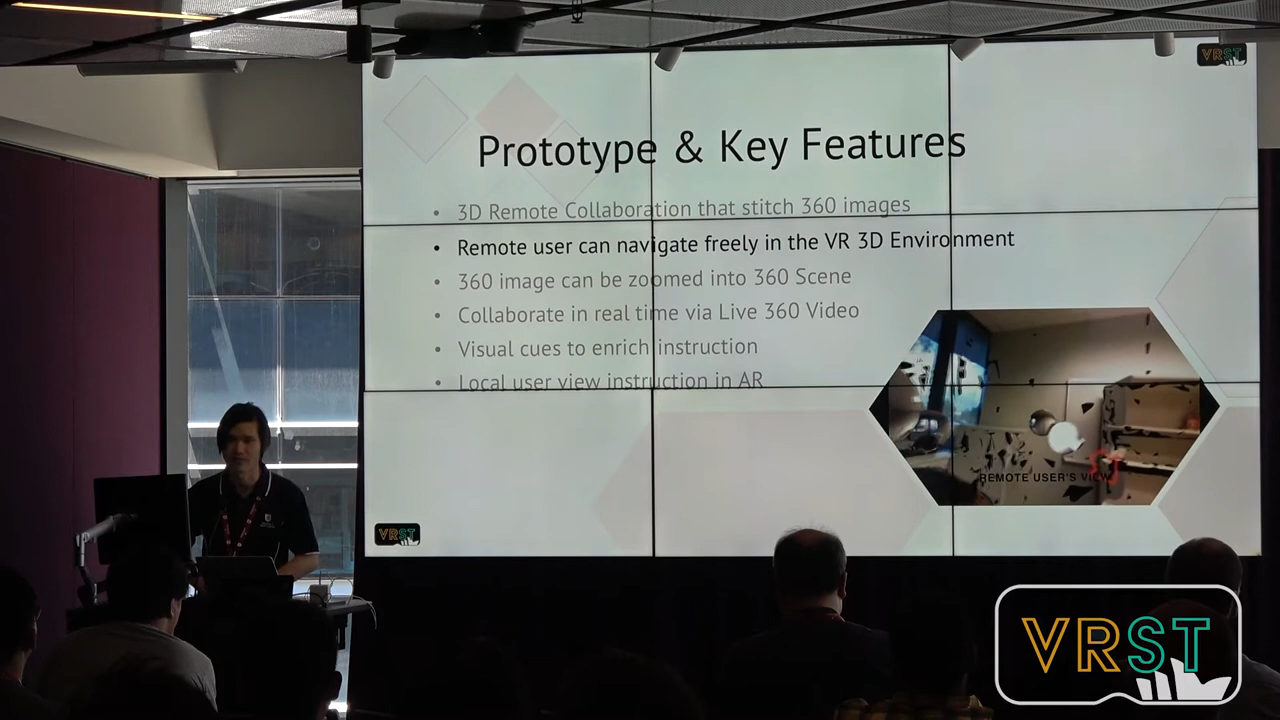 VRST
Prototype & Key Features
• 3D Remote Collaboration that stitch 360 images
• Remote user can navigate freely in the VR 3D Environment
• 360 image can be zoomed into 360 Scene
• Collaborate in real time via Live 360 Video
• Visual cues to enrich instruction
• Local user view instruction in AR
REMOTE USER'S VIEW
VRST
VRST